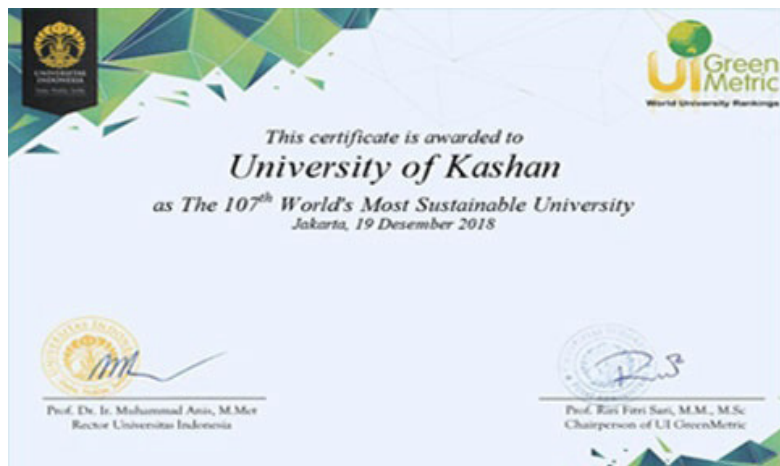 UNIVERSITAS
INDONESIA
UI Green
Metric
World University Rankings
This certificate is awarded to
University of Kashan
as The 107th World's Most Sustainable University
Jakarta, 19 Desember 2018
Prof. Dr. Ir. Muhammad Anis, M.Met
Rector Universitas Indonesia
Prof. Riri Fitri Sari, M.M., M.Sc
Chairperson of UI GreenMetric